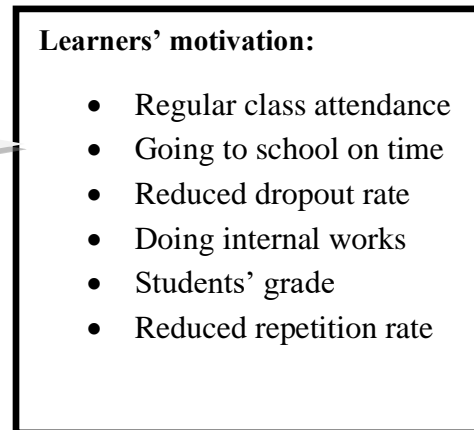 Learners’ motivation:
• Regular class attendance
• Going to school on time
• Reduced dropout rate
• Doing internal works
• Students’ grade
• Reduced repetition rate